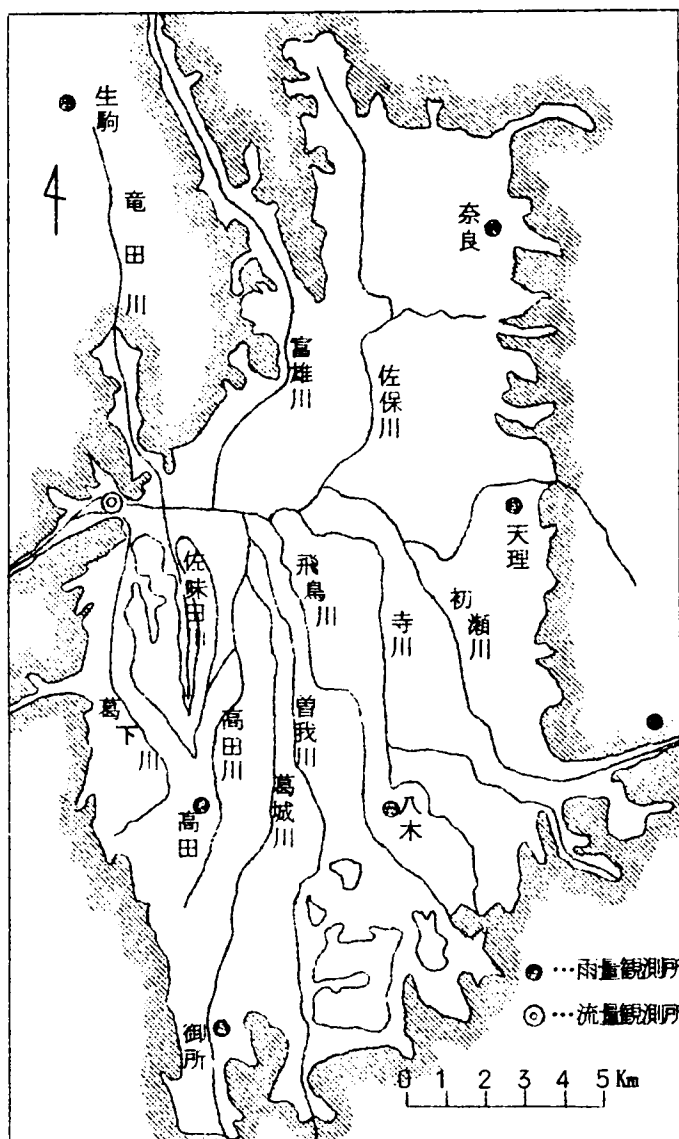 生駒
竜田川
奈良
富雄川
佐保川
天理
佐味田川
飛鳥川
寺川
初瀬川
葛下川
高田川
曽我川
葛城川
高田
八木
御所
●…雨量観測所
◎…流量観測所
0 1 2 3 4 5 Km